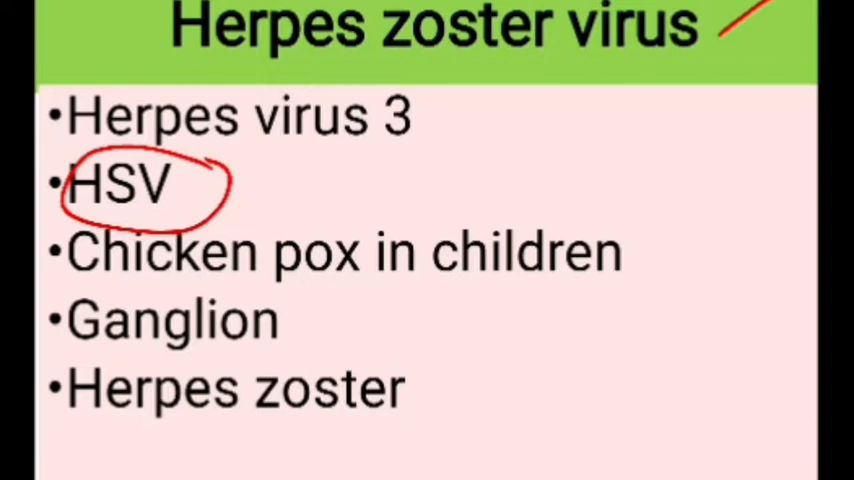 Herpes zoster virus
•Herpes virus 3
•HSV
•Chicken pox in children
•Ganglion
•Herpes zoster